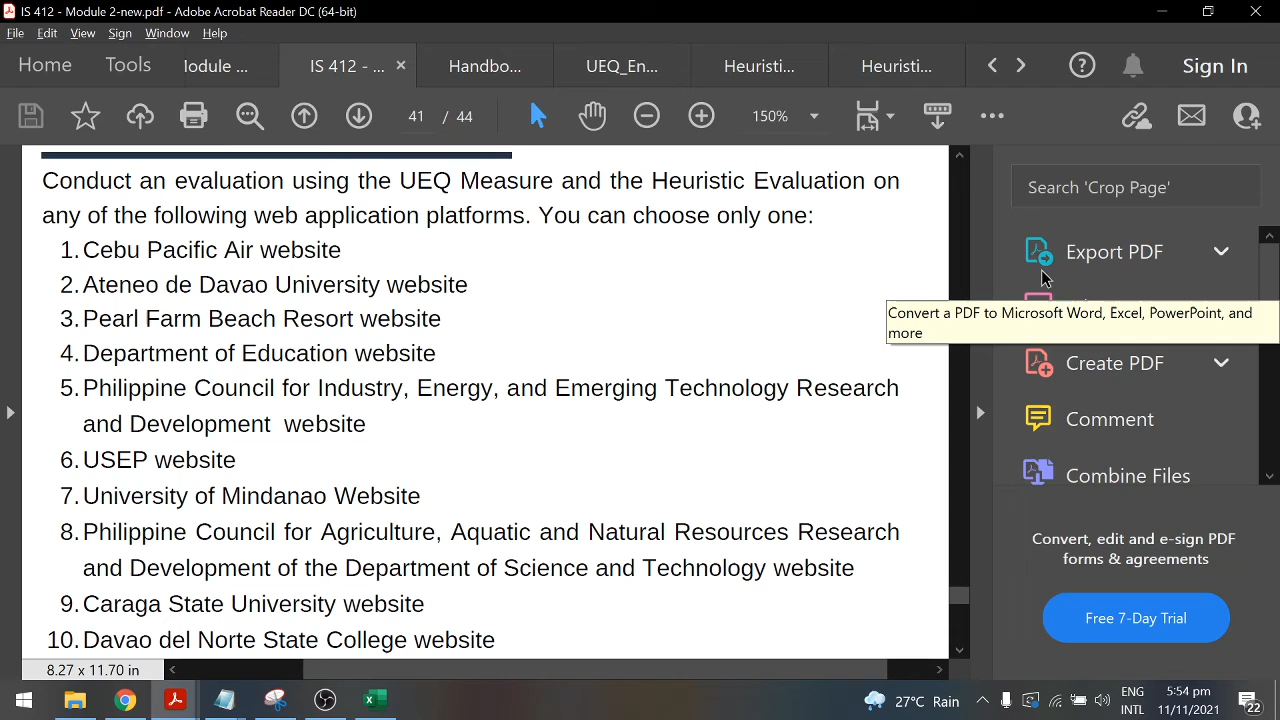 IS 412 - Module 2-new.pdf - Adobe Acrobat Reader DC (64-bit)
File Edit View Sign Window Help
Home Tools Module ... IS 412 - ... Handbo... UEQ_En... Heuristi... Heuristi... Sign In
41 / 44 150%
Conduct an evaluation using the UEQ Measure and the Heuristic Evaluation on
any of the following web application platforms. You can choose only one:
1. Cebu Pacific Air website
2. Ateneo de Davao University website
3. Pearl Farm Beach Resort website
4. Department of Education website
5. Philippine Council for Industry, Energy, and Emerging Technology Research
and Development website
6. USEP website
7. University of Mindanao Website
8. Philippine Council for Agriculture, Aquatic and Natural Resources Research
and Development of the Department of Science and Technology website
9. Caraga State University website
10. Davao del Norte State College website
8.27 x 11.70 in
Search 'Crop Page'
Export PDF
Convert a PDF to Microsoft Word, Excel, PowerPoint, and
more
Create PDF
Comment
Combine Files
Convert, edit and e-sign PDF
forms & agreements
Free 7-Day Trial
27°C Rain
ENG
INTL
5:54 pm
11/11/2021
22